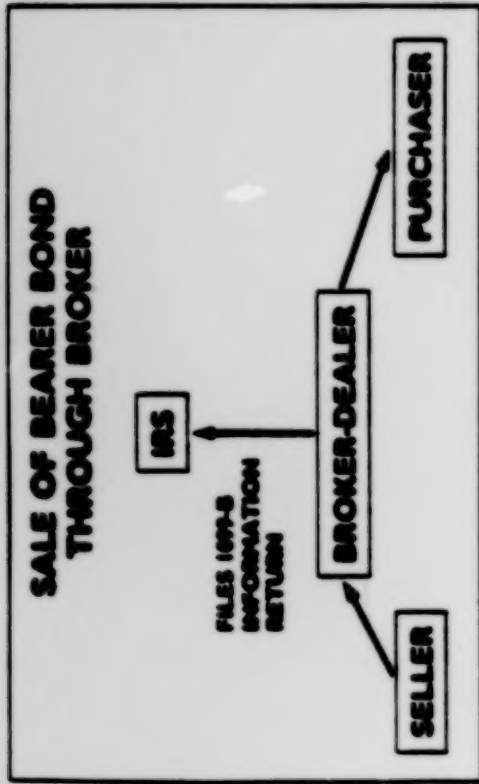 SALE OF BEARER BOND
THROUGH BROKER
IRS
FILES 1099-B
INFORMATION
RETURN
BROKER-DEALER
SELLER
PURCHASER